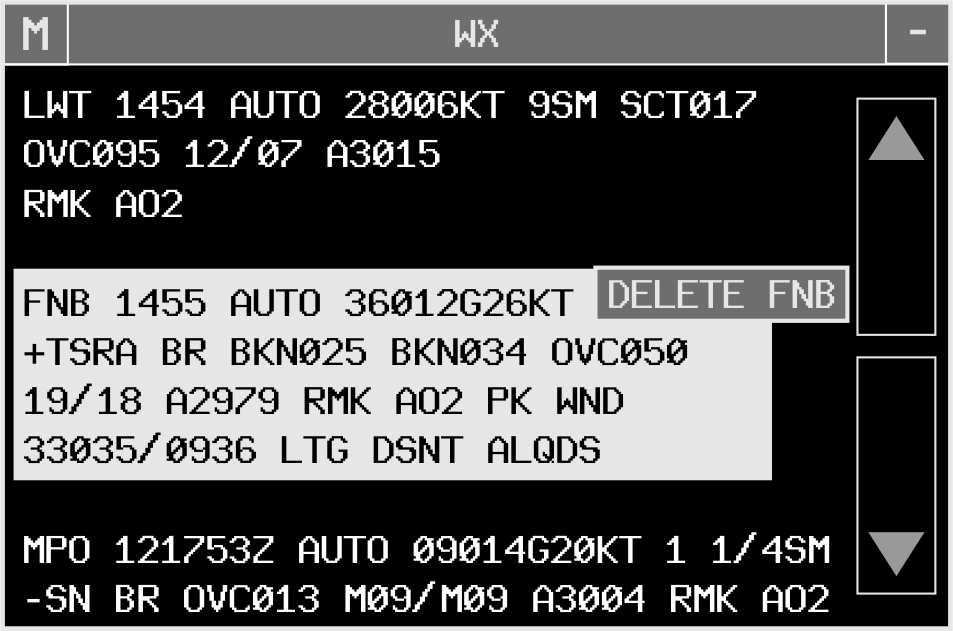 M WX -
LWT 1454 AUTO 28006KT 9SM SCT017
OVC095 12/07 A3015
RMK AO2
FNB 1455 AUTO 36012G26KT DELETE FNB
+TSRA BR BKN025 BKN034 OVC050
19/18 A2979 RMK AO2 PK WND
33035/0936 LTG DSNT ALQDS
MPO 121753Z AUTO 09014G20KT 1 1/4SM
-SN BR OVC013 M09/M09 A3004 RMK AO2